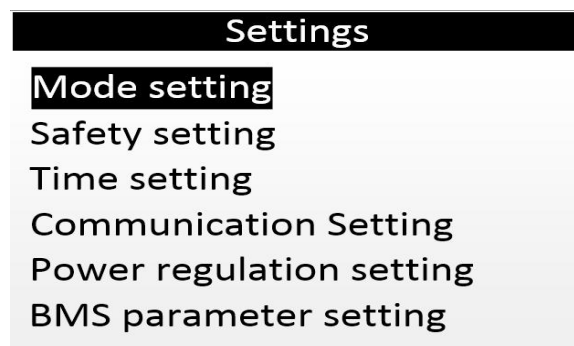 Settings
Mode setting
Safety setting
Time setting
Communication Setting
Power regulation setting
BMS parameter setting